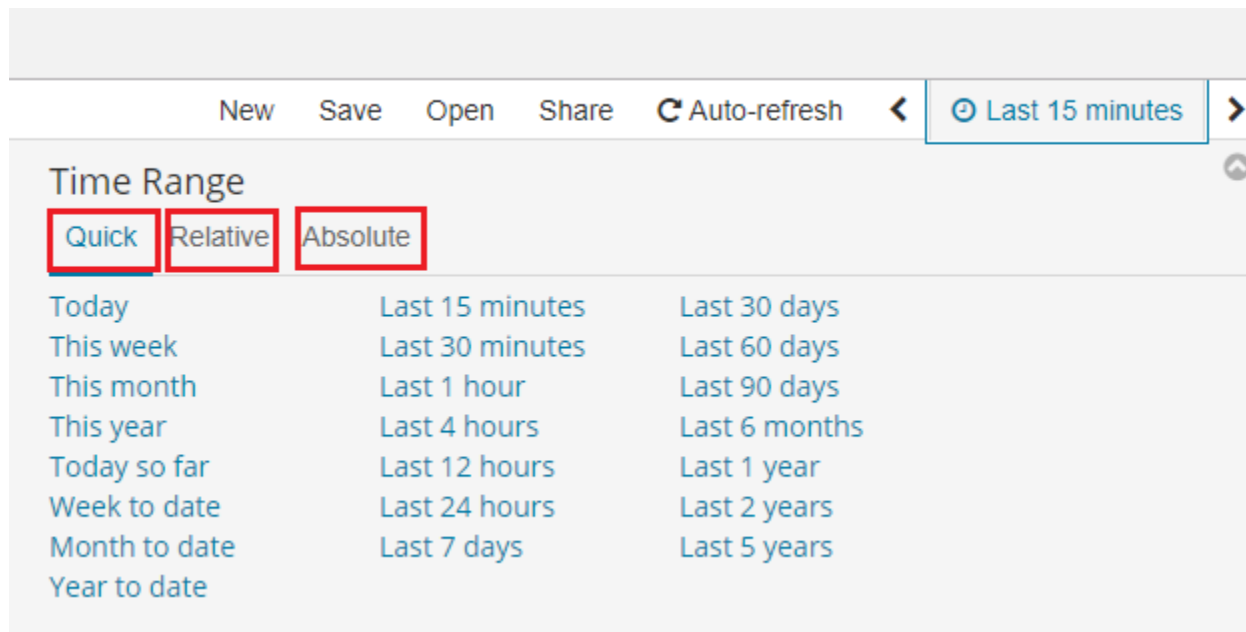 New Save Open Share Auto-refresh Last 15 minutes
Time Range
Quick Relative Absolute
Today Last 15 minutes Last 30 days
This week Last 30 minutes Last 60 days
This month Last 1 hour Last 90 days
This year Last 4 hours Last 6 months
Today so far Last 12 hours Last 1 year
Week to date Last 24 hours Last 2 years
Month to date Last 7 days Last 5 years
Year to date